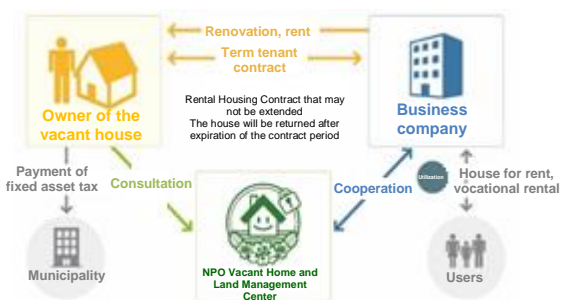 Renovation, rent
Term tenant
contract
Owner of the
vacant house
Rental Housing Contract that may
not be extended
The house will be returned after
expiration of the contract period
Business
company
Payment of
fixed asset tax
Consultation
Cooperation
Utilization
House for rent,
vocational rental
Municipality
NPO Vacant Home and
Land Management
Center
Users